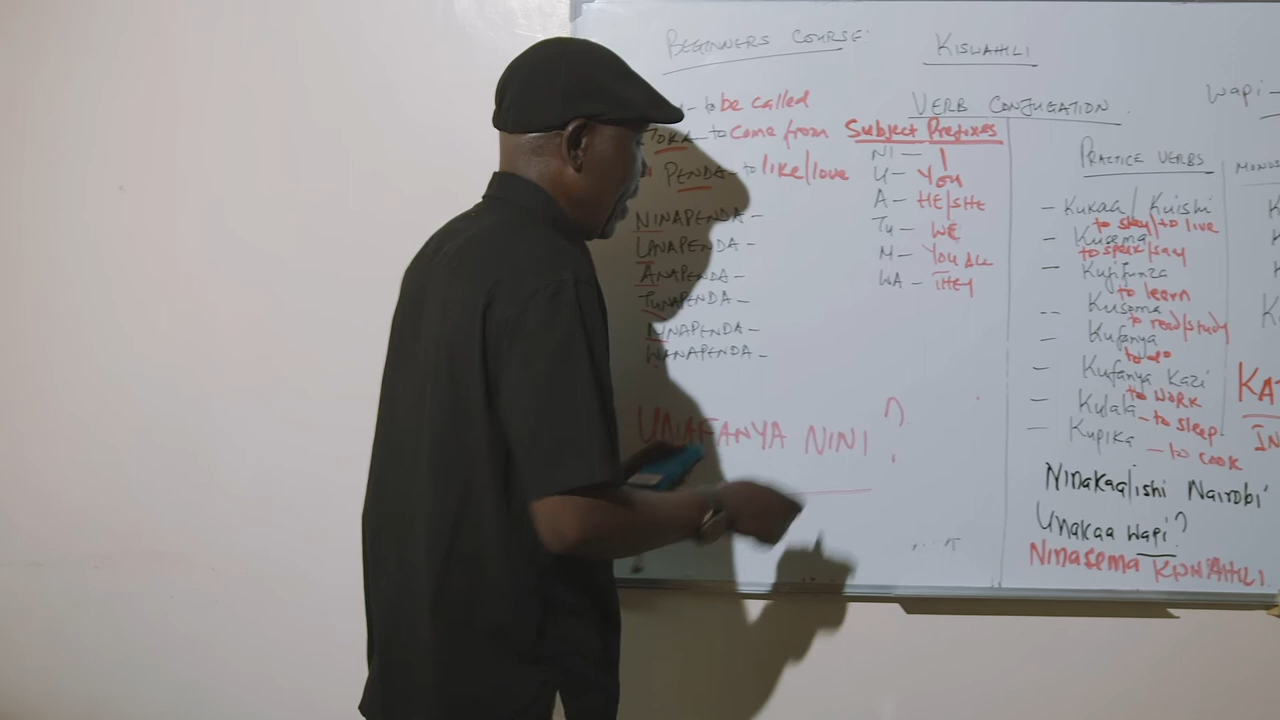 BEGINNERS COURSE:
KISWAHILI
- to be called
TOKA - to come from
PENDA - to like/love
NINAPENDA -
UNAPENDA -
ANAPENDA -
TUNAPENDA -
WANAPENDA -
UNAFANYA NINI ?
VERB CONJUGATION
Subject Prefixes
NI - I
U - YOU
A - HE/SHE
TU - WE
M - YOU ALL
WA - THEY
Wapi -
PRACTICE VERBS
- Kukaa / Kuishi
to stay/to live
- Kusema
to speak/say
- Kujifunza
to learn
-- Kusoma
to read/study
- Kufanya
to do
- Kufanya Kazi
to WORK
- Kulala - to sleep
- Kupika - to cook
Ninakaa/ishi Nairobi
Unakaa wapi?
Ninasema